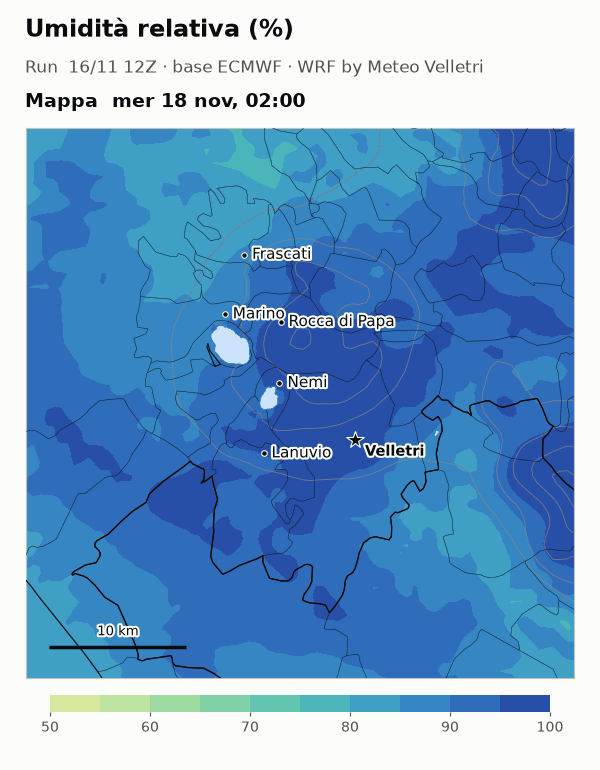 Umidità relativa (%)
Run  16/11 12Z · base ECMWF · WRF by Meteo Velletri
Mappa  mer 18 nov, 02:00
Frascati
Marino
Rocca di Papa
Nemi
Velletri
Lanuvio
10 km
50 60 70 80 90 100